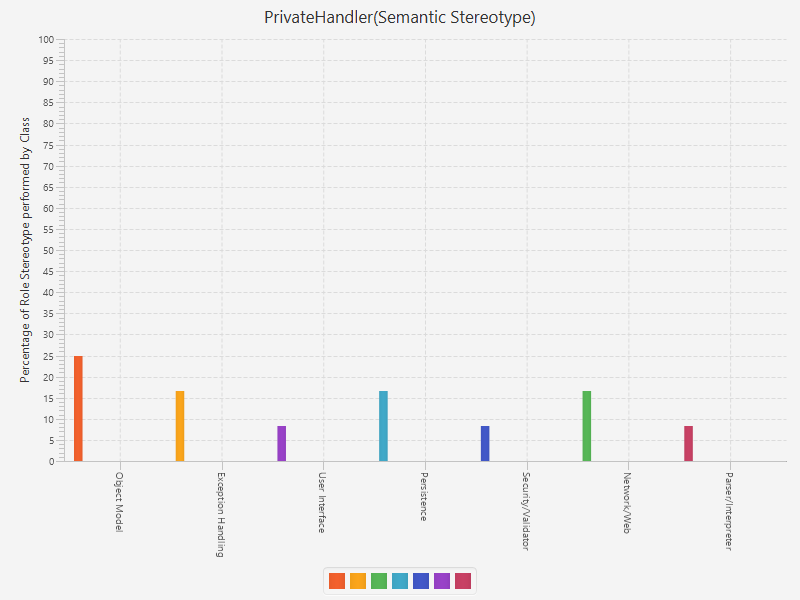 PrivateHandler(Semantic Stereotype)
Percentage of Role Stereotype performed by Class
100
95
90
85
80
75
70
65
60
55
50
45
40
35
30
25
20
15
10
5
0
Object Model
Exception Handling
User Interface
Persistence
Security/Validator
Network/Web
Parser/Interpreter